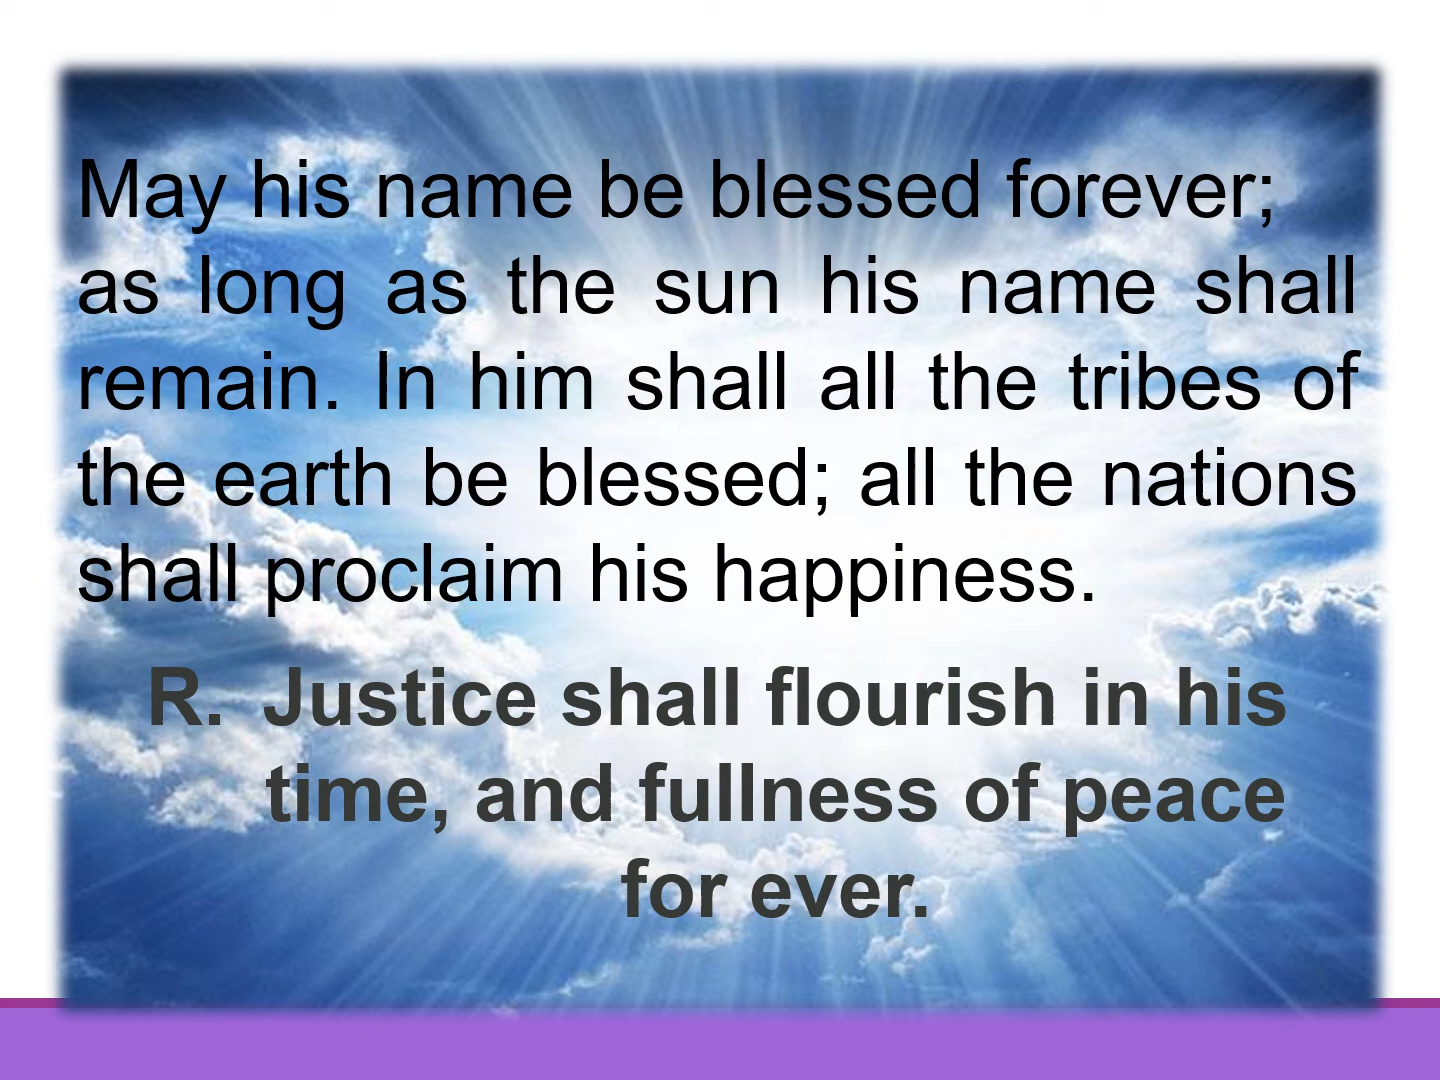 May his name be blessed forever;
as long as the sun his name shall
remain. In him shall all the tribes of
the earth be blessed; all the nations
shall proclaim his happiness.
R. Justice shall flourish in his
time, and fullness of peace
for ever.